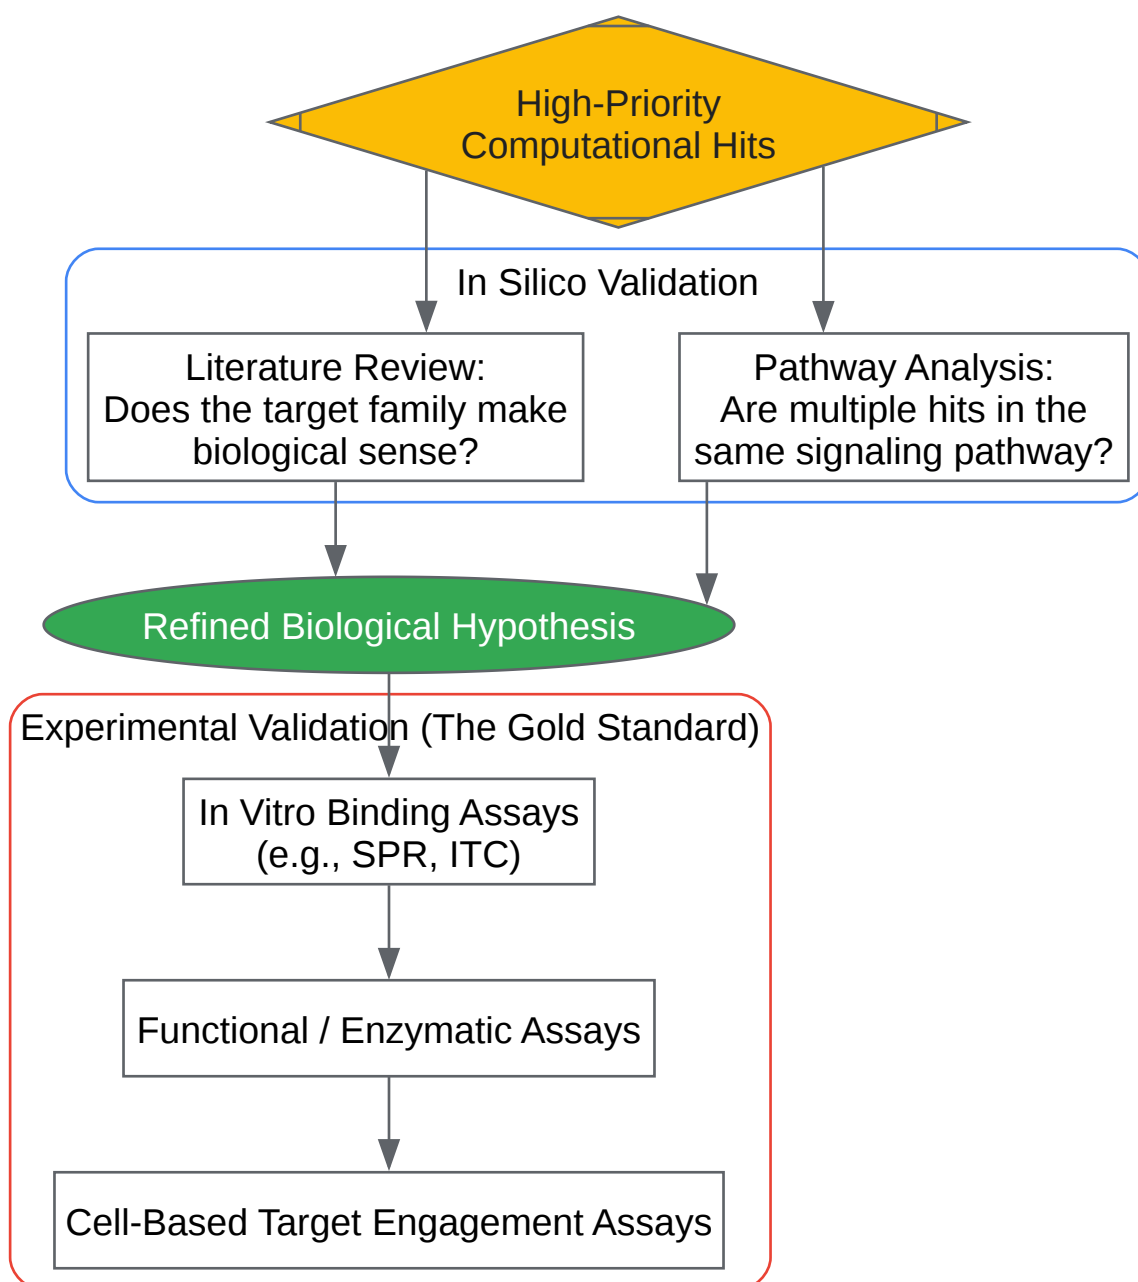 High-Priority
Computational Hits
In Silico Validation
Literature Review:
Does the target family make
biological sense?
Pathway Analysis:
Are multiple hits in the
same signaling pathway?
Refined Biological Hypothesis
Experimental Validation (The Gold Standard)
In Vitro Binding Assays
(e.g., SPR, ITC)
Functional / Enzymatic Assays
Cell-Based Target Engagement Assays